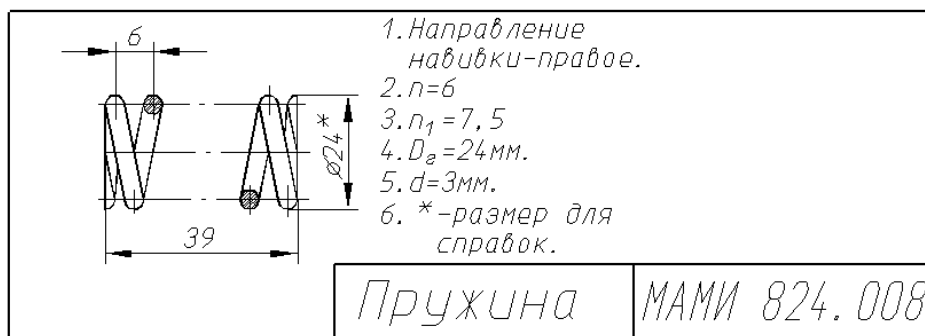 6
⌀24*
39
1.Направление
навивки-правое.
2.n=6
3.n₁=7,5
4.Dг=24мм.
5.d=3мм.
6. *-размер для
справок.
Пружина
МАМИ 824.008